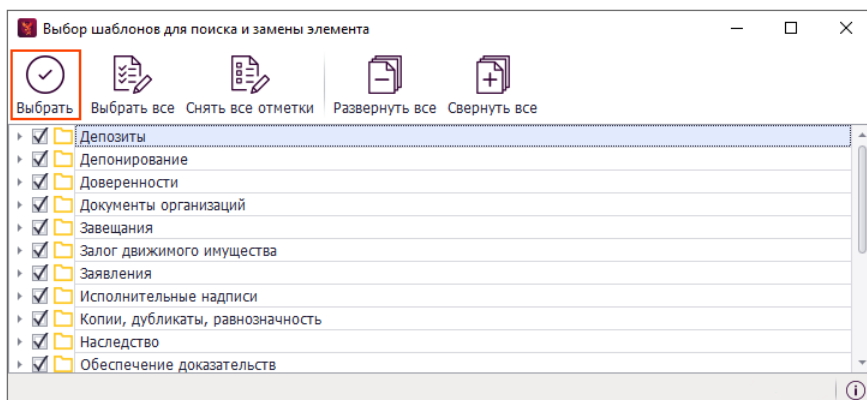 Выбор шаблонов для поиска и замены элемента
Выбрать Выбрать все Снять все отметки Развернуть все Свернуть все
Депозиты
Депонирование
Доверенности
Документы организаций
Завещания
Залог движимого имущества
Заявления
Исполнительные надписи
Копии, дубликаты, равнозначность
Наследство
Обеспечение доказательств